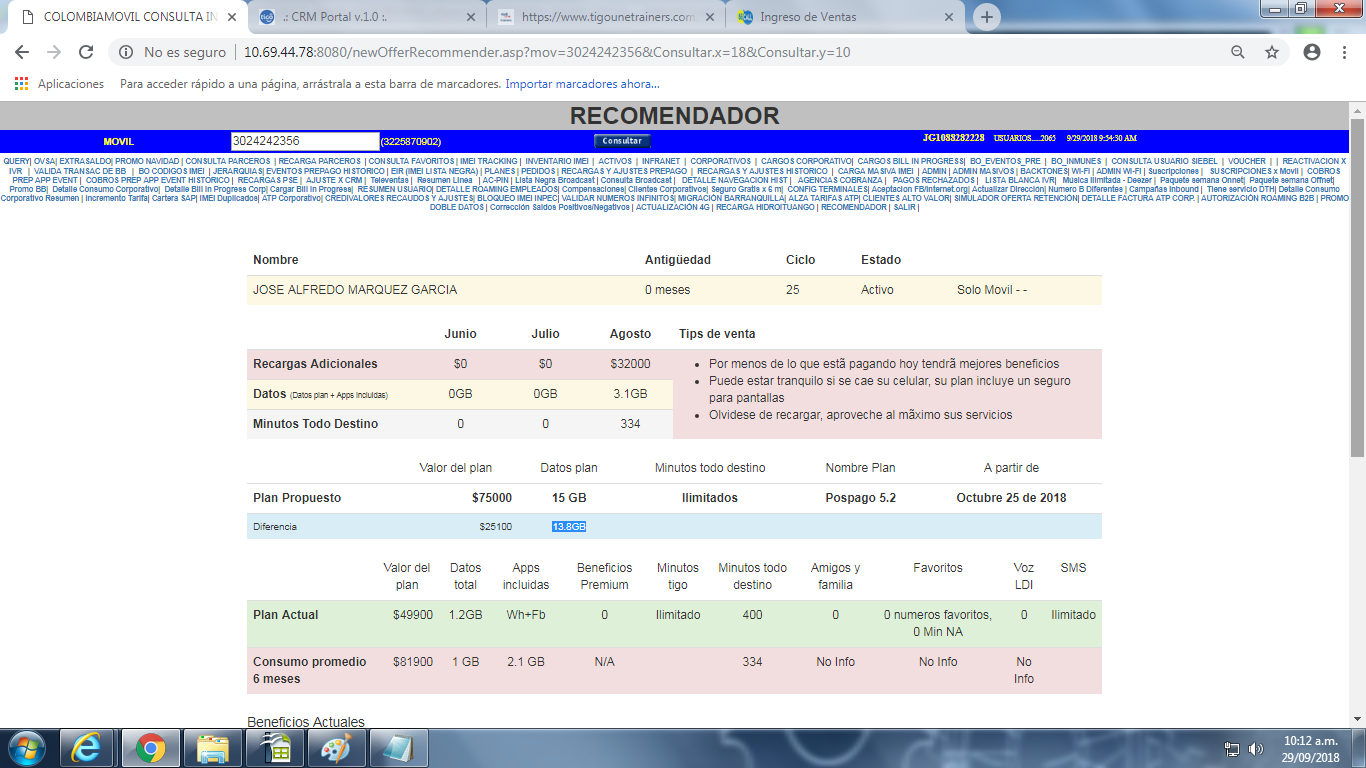 COLOMBIAMOVIL CONSULTA IN
.: CRM Portal v.1.0 :.
https://www.tigounetrainers.com
Ingreso de Ventas
No es seguro | 10.69.44.78:8080/newOfferRecommender.asp?mov=3024242356&Consultar.x=18&Consultar.y=10
Aplicaciones Para acceder rápido a una página, arrástrala a esta barra de marcadores. Importar marcadores ahora...
RECOMENDADOR
MOVIL 3024242356 (3225870902) Consultar JG1088282228 USUARIOS.....2065 9/29/2018 9:54:30 AM
QUERY| OVSA| EXTRASALDO| PROMO NAVIDAD | CONSULTA PARCEROS | RECARGA PARCEROS | CONSULTA FAVORITOS | IMEI TRACKING | INVENTARIO IMEI | ACTIVOS | INFRANET | CORPORATIVOS | CARGOS CORPORATIVO| CARGOS BILL IN PROGRESS| BO_EVENTOS_PRE | BO_INMUNES | CONSULTA USUARIO SIEBEL | VOUCHER | | REACTIVACION X
IVR | VALIDA TRANSAC DE BB | BO CODIGOS IMEI | JERARQUIAS| EVENTOS PREPAGO HISTORICO | EIR (IMEI LISTA NEGRA) | PLANES | PEDIDOS | RECARGAS Y AJUSTES PREPAGO | RECARGAS Y AJUSTES HISTORICO | CARGA MASIVA IMEI | ADMIN | ADMIN MASIVOS | BACKTONES| WI-FI | ADMIN WI-FI | Suscripciones | SUSCRIPCIONES x Movil | COBROS
PREP APP EVENT | COBROS PREP APP EVENT HISTORICO | RECARGAS PSE | AJUSTE X CRM | Televentas | Resumen Linea | AC-PIN | Lista Negra Broadcast | Consulta Broadcast | DETALLE NAVEGACION HIST | AGENCIAS COBRANZA | PAGOS RECHAZADOS | LISTA BLANCA IVR| Música Ilimitada - Deezer | Paquete semana Onnet| Paquete semana Offnet|
Promo BB| Detalle Consumo Corporativo| Detalle Bill In Progress Corp| Cargar Bill In Progress| RESUMEN USUARIO| DETALLE ROAMING EMPLEADOS| Compensaciones| Clientes Corporativos| Seguro Gratis x 6 m| CONFIG TERMINALES| Aceptacion FB/Internet.org| Actualizar Dirección| Numero B Diferentes | Campañas Inbound | Tiene servicio DTH| Detalle Consumo
Corporativo Resumen | Incremento Tarifa| Cartera SAP| IMEI Duplicados| ATP Corporativo| CREDIVALORES RECAUDOS Y AJUSTES| BLOQUEO IMEI INPEC| VALIDAR NUMEROS INFINITOS| MIGRACIÓN BARRANQUILLA| ALZA TARIFAS ATP| CLIENTES ALTO VALOR| SIMULADOR OFERTA RETENCIÓN| DETALLE FACTURA ATP CORP. | AUTORIZACIÓN ROAMING B2B | PROMO
DOBLE DATOS | Corrección Saldos Positivos/Negativos | ACTUALIZACIÓN 4G | RECARGA HIDROITUANGO | RECOMENDADOR | SALIR |
Nombre Antigüedad Ciclo Estado
JOSE ALFREDO MARQUEZ GARCIA 0 meses 25 Activo Solo Movil - -
Junio Julio Agosto Tips de venta
Recargas Adicionales $0 $0 $32000
Datos (Datos plan + Apps incluidas) 0GB 0GB 3.1GB
Minutos Todo Destino 0 0 334
Por menos de lo que estã pagando hoy tendrã mejores beneficios
Puede estar tranquilo si se cae su celular, su plan incluye un seguro
para pantallas
Olvidese de recargar, aproveche al mãximo sus servicios
Valor del plan Datos plan Minutos todo destino Nombre Plan A partir de
Plan Propuesto $75000 15 GB Ilimitados Pospago 5.2 Octubre 25 de 2018
Diferencia $25100 13.8GB
Valor del plan Datos total Apps incluidas Beneficios Premium Minutos tigo Minutos todo destino Amigos y familia Favoritos Voz LDI SMS
Plan Actual $49900 1.2GB Wh+Fb 0 Ilimitado 400 0 0 numeros favoritos, 0 Min NA 0 Ilimitado
Consumo promedio 6 meses $81900 1 GB 2.1 GB N/A 334 No Info No Info No Info
Beneficios Actuales
10:12 a.m.
29/09/2018